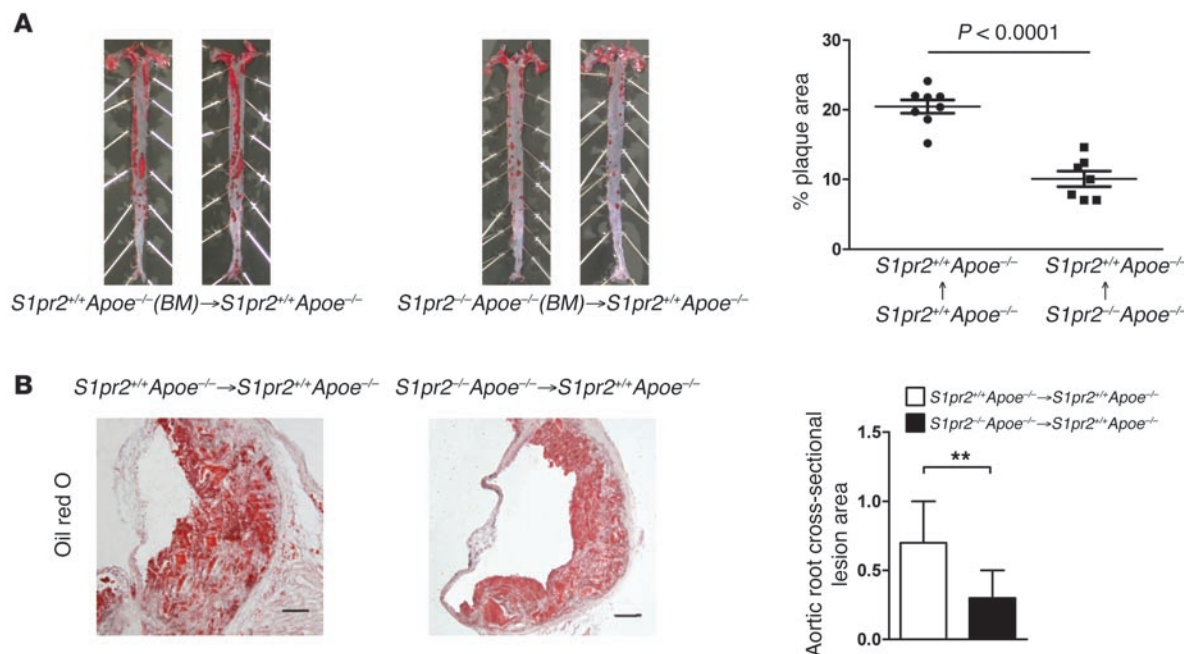 A
S1pr2+/+Apoe−/−(BM)→S1pr2+/+Apoe−/−
S1pr2−/−Apoe−/−(BM)→S1pr2+/+Apoe−/−
P < 0.0001
% plaque area
30
20
10
0
S1pr2+/+Apoe−/− S1pr2+/+Apoe−/−
↑ ↑
S1pr2+/+Apoe−/− S1pr2−/−Apoe−/−
B
S1pr2+/+Apoe−/−→S1pr2+/+Apoe−/−
S1pr2−/−Apoe−/−→S1pr2+/+Apoe−/−
Oil red O
S1pr2+/+Apoe−/−→S1pr2+/+Apoe−/−
S1pr2−/−Apoe−/−→S1pr2+/+Apoe−/−
Aortic root cross-sectional
lesion area
1.5
1.0
0.5
0.0
**